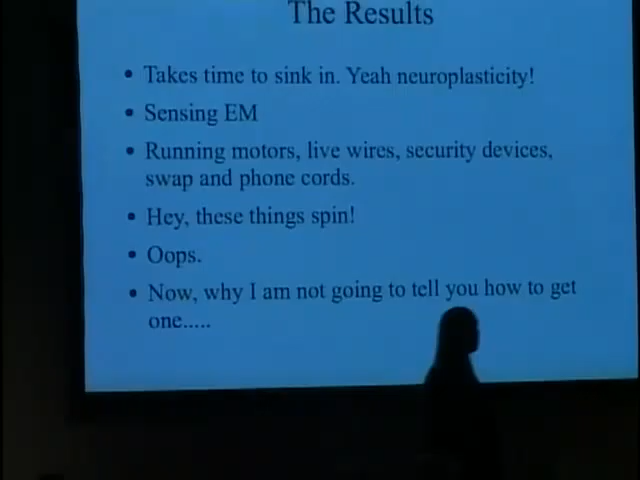 The Results
• Takes time to sink in. Yeah neuroplasticity!
• Sensing EM
• Running motors, live wires, security devices,
swap and phone cords.
• Hey, these things spin!
• Oops.
• Now, why I am not going to tell you how to get
one.....